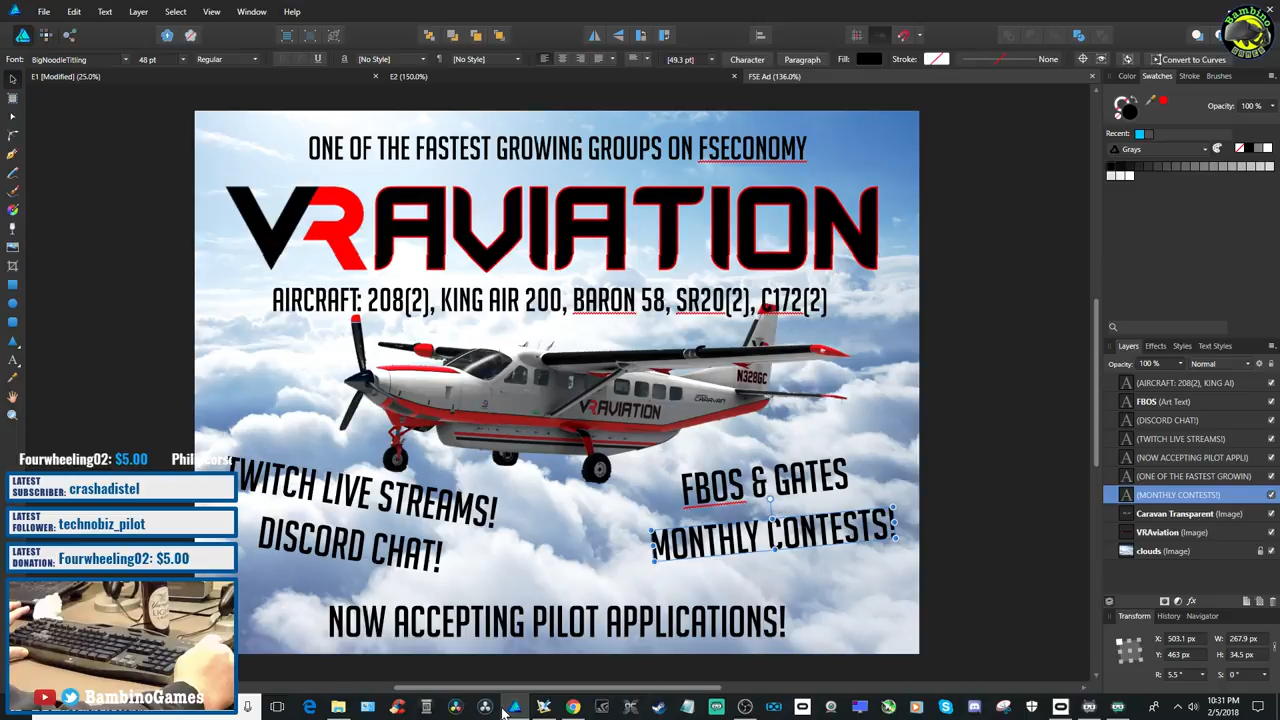 File Edit Text Layer Select View Window Help
Font: BigNoodleTitling 48 pt Regular B I U [No Style] [No Style] [49.3 pt] Character Paragraph Fill: Stroke: None Convert to Curves
E1 [Modified] (25.0%) × E2 (150.0%) × FSE Ad (136.0%) ×
Bambino
GAMES
Color Swatches Stroke Brushes
Opacity: 100 %
Recent:
Grays
ONE OF THE FASTEST GROWING GROUPS ON FSECONOMY
VRAVIATION
AIRCRAFT: 208(2), KING AIR 200, BARON 58, SR20(2), C172(2)
N328GC
CARAVAN
VRAVIATION
TWITCH LIVE STREAMS!
DISCORD CHAT!
FBOS & GATES
MONTHLY CONTESTS!
NOW ACCEPTING PILOT APPLICATIONS!
Layers Effects Styles Text Styles
Opacity: 100 % Normal
(AIRCRAFT: 208(2), KING AI)
FBOS (Art Text)
(DISCORD CHAT!)
(TWITCH LIVE STREAMS!)
(NOW ACCEPTING PILOT APPLI)
(ONE OF THE FASTEST GROWIN)
(MONTHLY CONTESTS!)
Caravan Transparent (Image)
VRAviation (Image)
clouds (Image)
Transform History Navigator
X: 503.1 px W: 267.9 px
Y: 463 px H: 34.5 px
R: 5.5 ° S: 0 °
Fourwheeling02: $5.00
LATEST SUBSCRIBER: crashadistel
LATEST FOLLOWER: technobiz_pilot
LATEST DONATION: Fourwheeling02: $5.00
BambinoGames
10:31 PM
2/5/2018